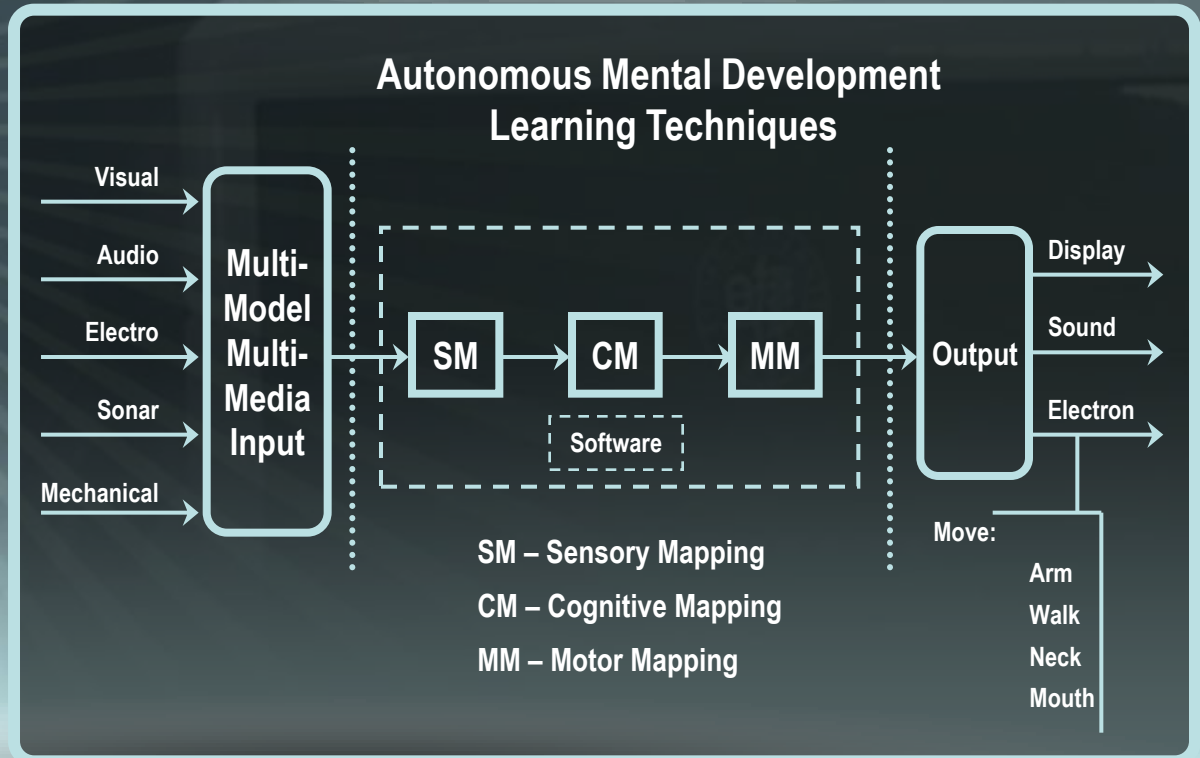 Autonomous Mental Development
Learning Techniques
Visual
Audio
Electro
Sonar
Mechanical
Multi-
Model
Multi-
Media
Input
SM
CM
MM
Software
Output
Display
Sound
Electron
Move:
Arm
Walk
Neck
Mouth
SM – Sensory Mapping
CM – Cognitive Mapping
MM – Motor Mapping